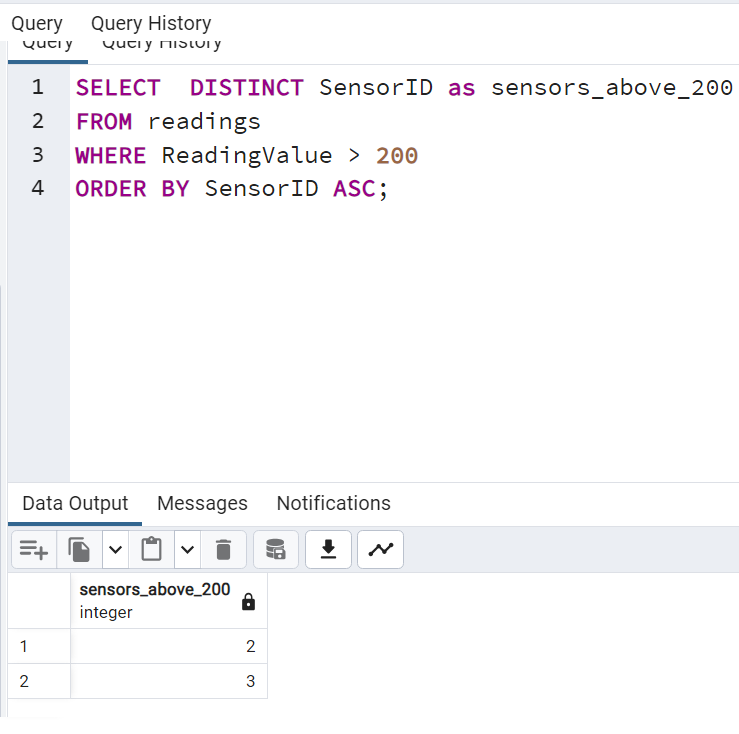 Query Query History
Query Query History
1 SELECT  DISTINCT SensorID as sensors_above_200
2 FROM readings
3 WHERE ReadingValue > 200
4 ORDER BY SensorID ASC;
Data Output Messages Notifications
sensors_above_200
integer
1 2
2 3